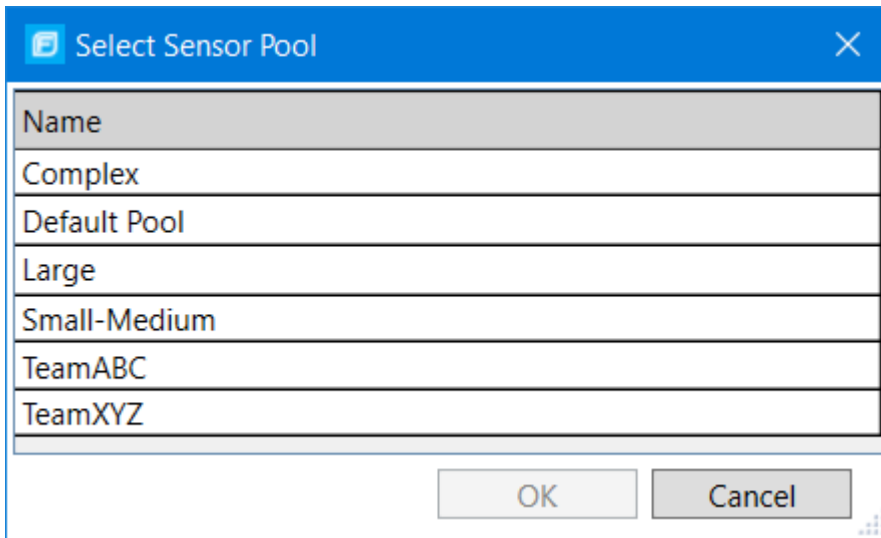 Select Sensor Pool
Name
Complex
Default Pool
Large
Small-Medium
TeamABC
TeamXYZ
OK Cancel